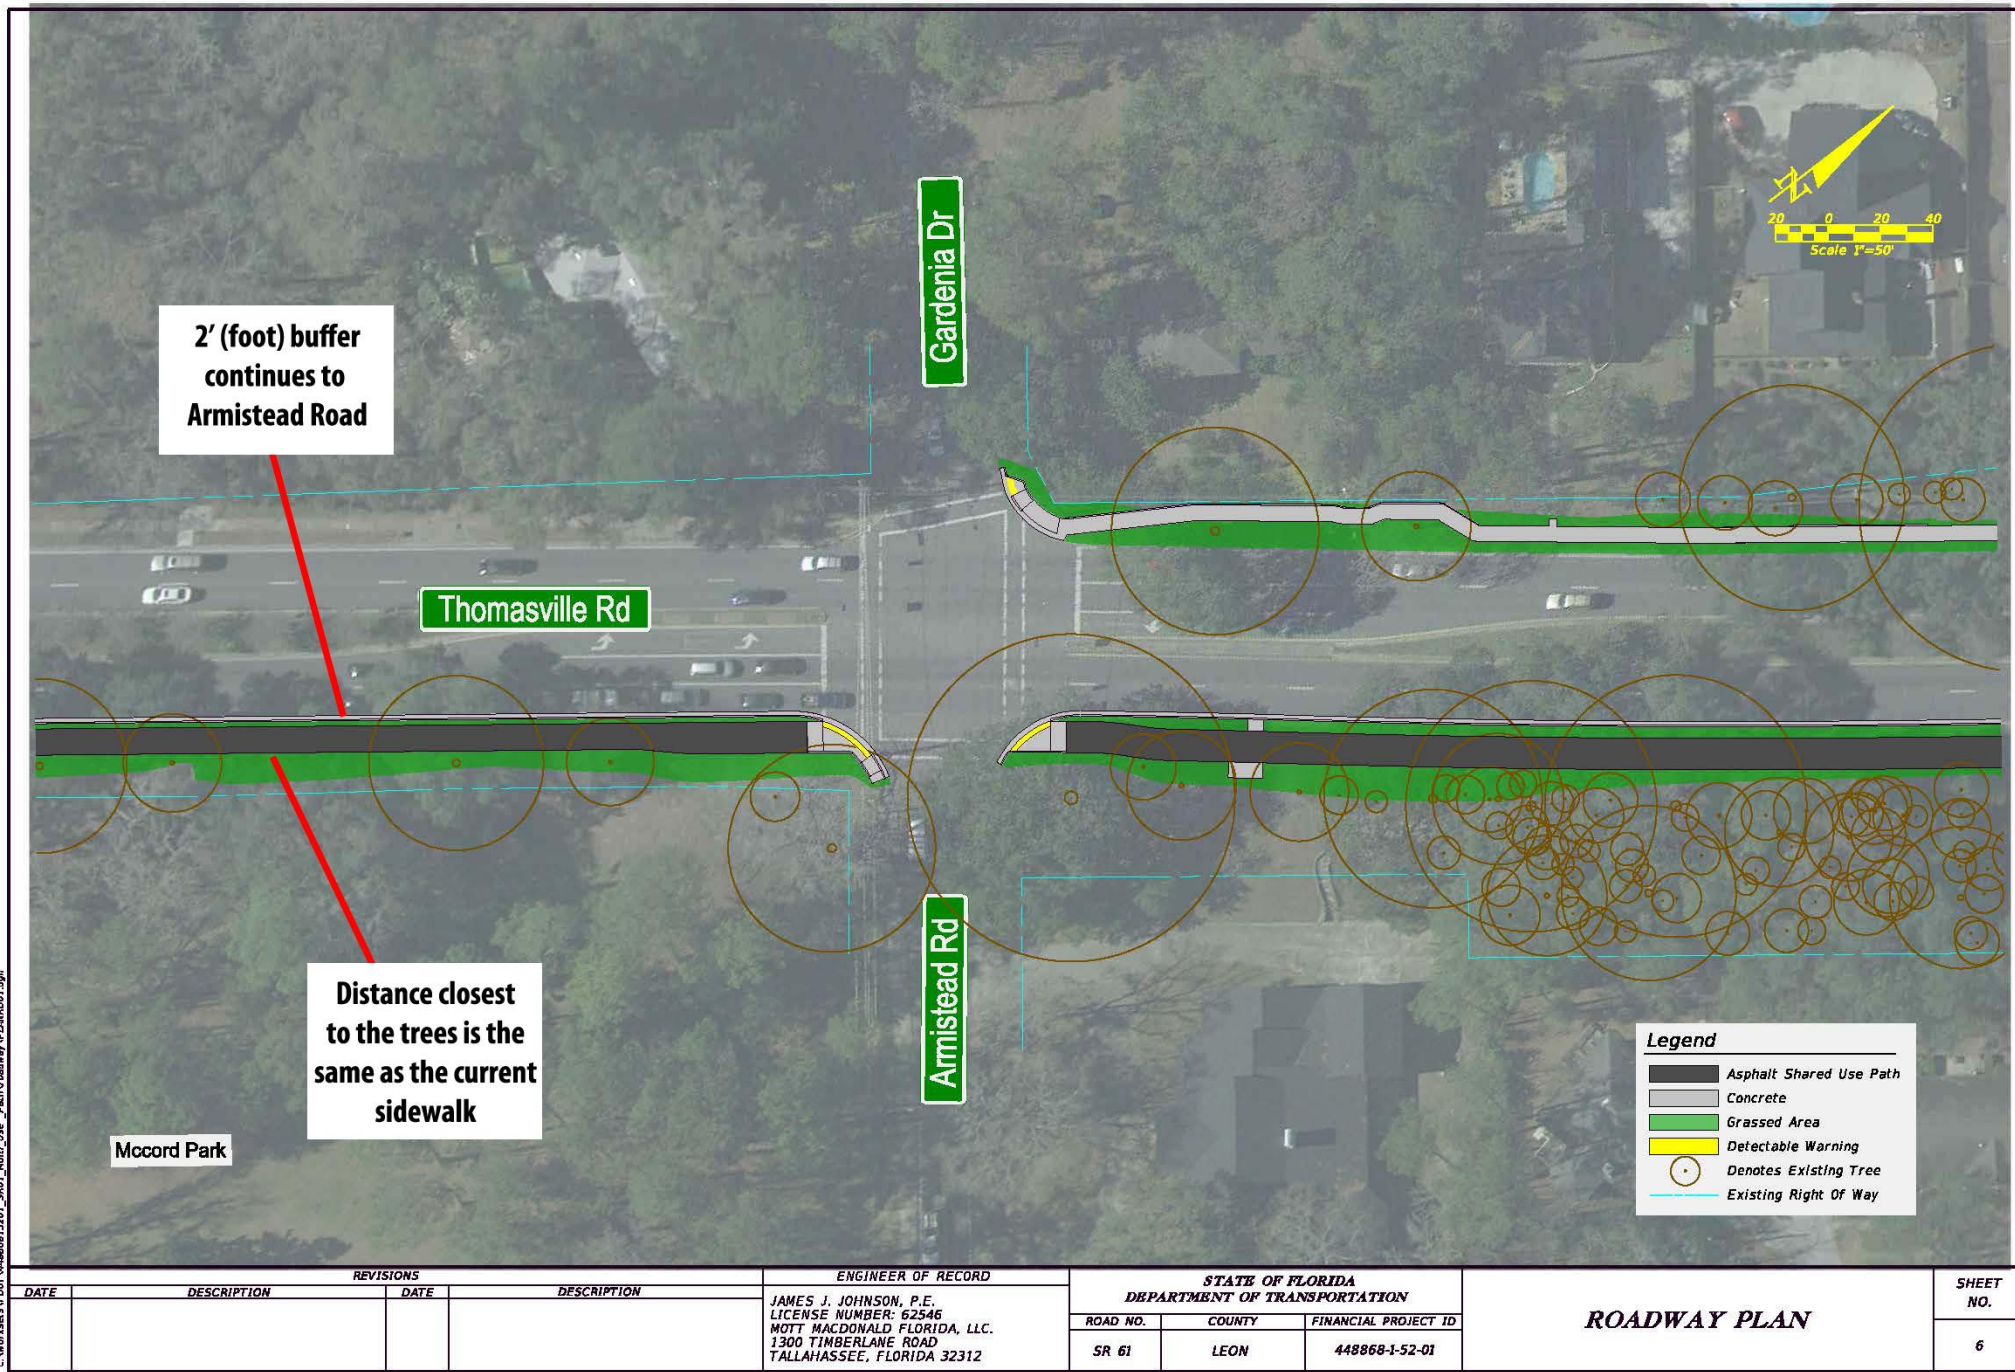 Gardenia Dr
20 0 20 40
Scale 1"=50'
2' (foot) buffer
continues to
Armistead Road
Thomasville Rd
Distance closest
to the trees is the
same as the current
sidewalk
Armistead Rd
Mccord Park
Legend
Asphalt Shared Use Path
Concrete
Grassed Area
Detectable Warning
Denotes Existing Tree
Existing Right Of Way
REVISIONS
DATE DESCRIPTION DATE DESCRIPTION
ENGINEER OF RECORD
JAMES J. JOHNSON, P.E.
LICENSE NUMBER: 62546
MOTT MACDONALD FLORIDA, LLC.
1300 TIMBERLANE ROAD
TALLAHASSEE, FLORIDA 32312
STATE OF FLORIDA
DEPARTMENT OF TRANSPORTATION
ROAD NO. COUNTY FINANCIAL PROJECT ID
SR 61 LEON 448868-1-52-01
ROADWAY PLAN
SHEET
NO.
6